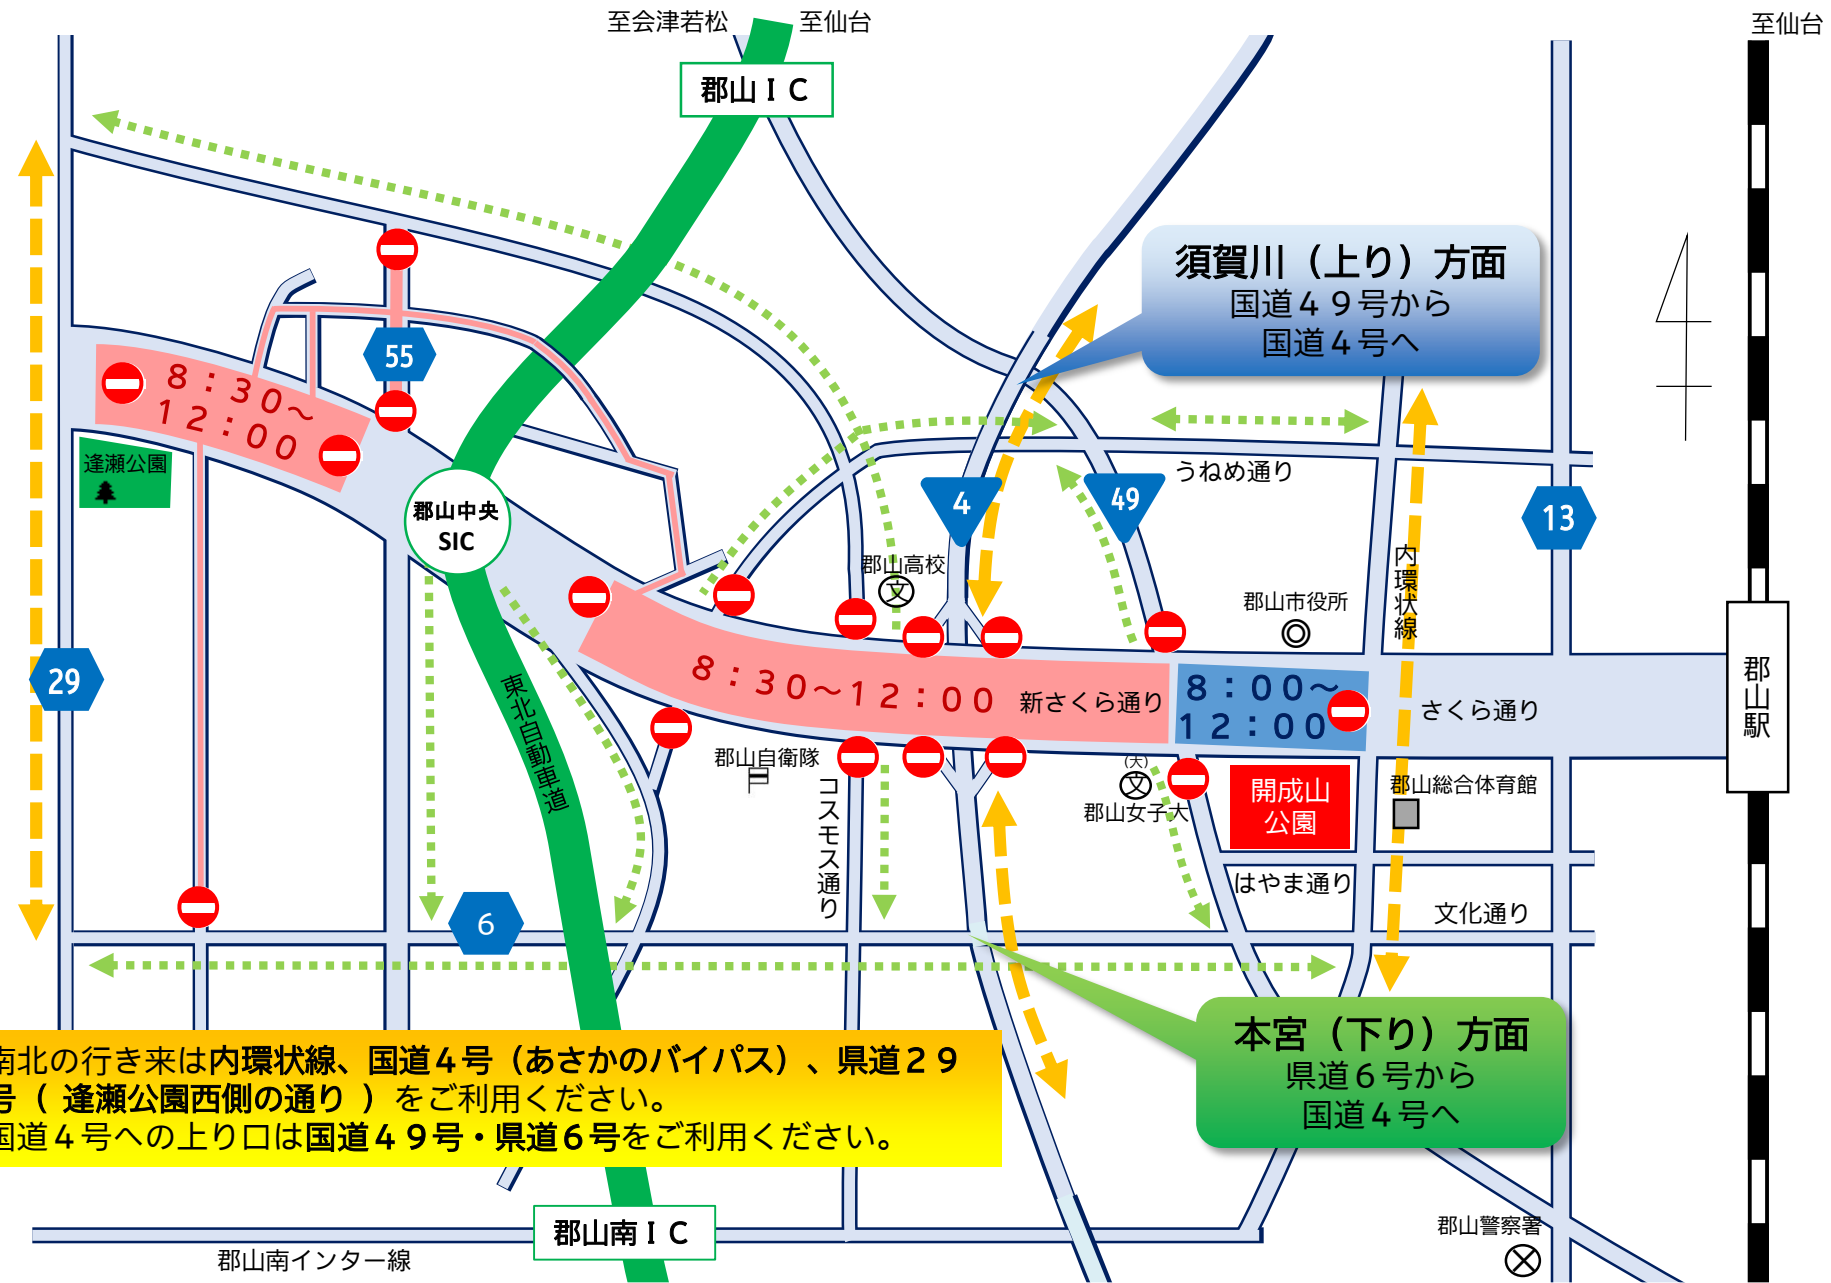 至会津若松
至仙台
至仙台
郡山ＩＣ
須賀川（上り）方面
国道４９号から
国道４号へ
55
８：３０～
１２：００
逢瀬公園
うねめ通り
郡山中央
SIC
4
49
13
内環状線
郡山高校
文
郡山市役所
29
東北自動車道
８：３０～１２：００
新さくら通り
８：００～
１２：００
さくら通り
郡山駅
郡山自衛隊
コスモス通り
(大)
文
郡山女子大
開成山
公園
郡山総合体育館
はやま通り
文化通り
6
南北の行き来は内環状線、国道４号（あさかのバイパス）、県道２９
号（ 逢瀬公園西側の通り ）をご利用ください。
国道４号への上り口は国道４９号・県道６号をご利用ください。
本宮（下り）方面
県道６号から
国道４号へ
郡山南ＩＣ
郡山南インター線
郡山警察署